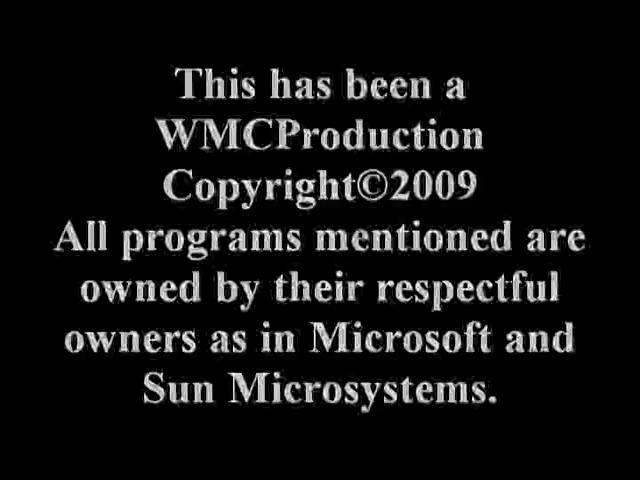 This has been a
WMCProduction
Copyright©2009
All programs mentioned are
owned by their respectful
owners as in Microsoft and
Sun Microsystems.